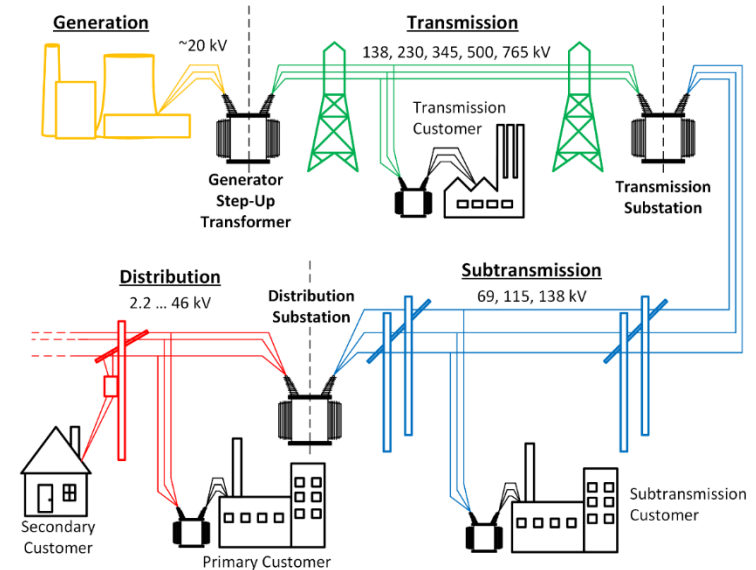 Generation
~20 kV
Transmission
138, 230, 345, 500, 765 kV
Transmission
Customer
Generator
Step-Up
Transformer
Transmission
Substation
Distribution
2.2 ... 46 kV
Distribution
Substation
Subtransmission
69, 115, 138 kV
Secondary
Customer
Primary Customer
Subtransmission
Customer